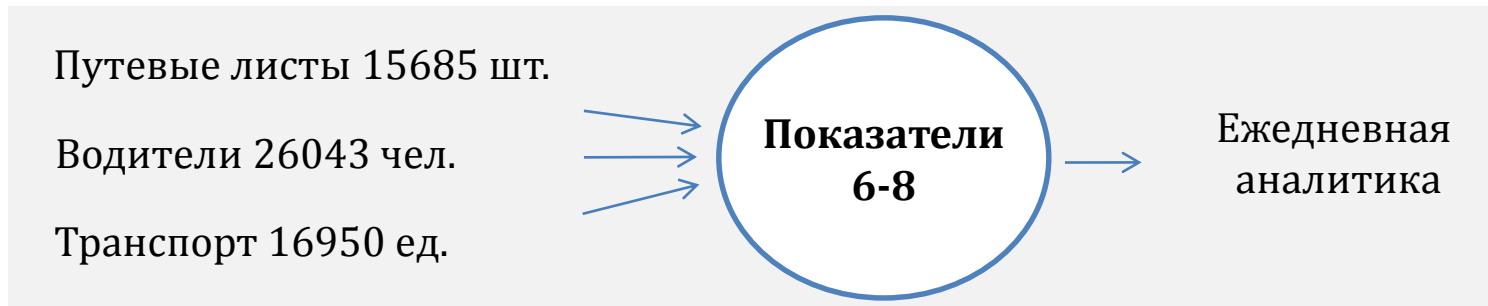 Путевые листы 15685 шт.
Водители 26043 чел.
Транспорт 16950 ед.
Показатели
6-8
Ежедневная
аналитика